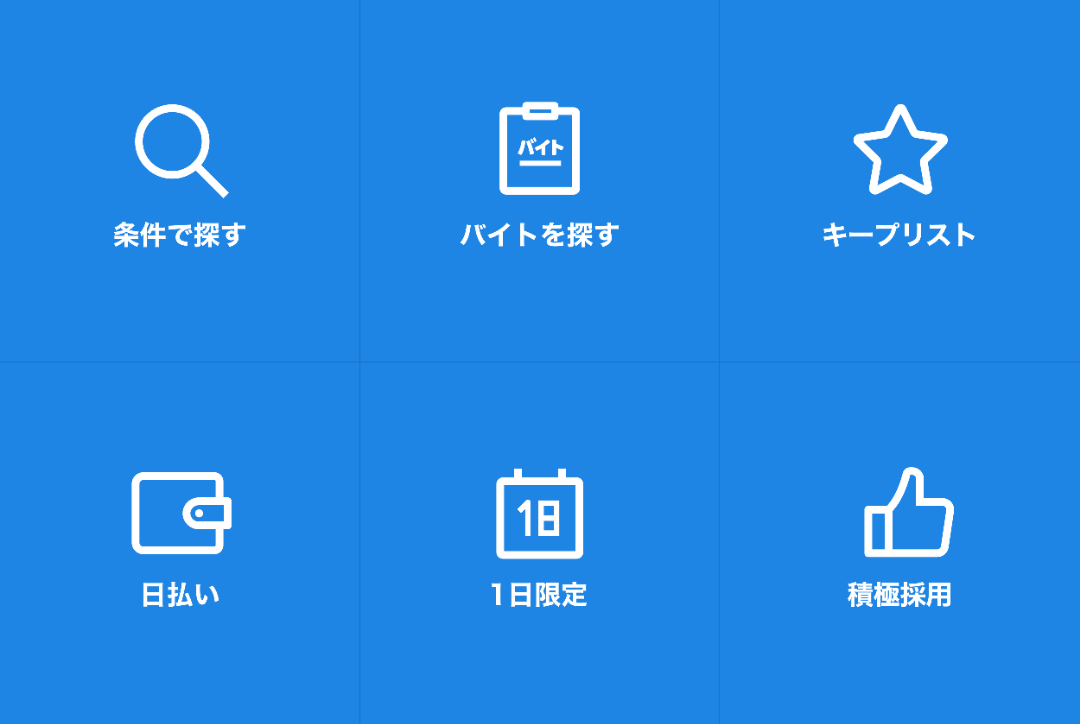 条件で探す
バイト
バイトを探す
キープリスト
日払い
1日
1日限定
積極採用